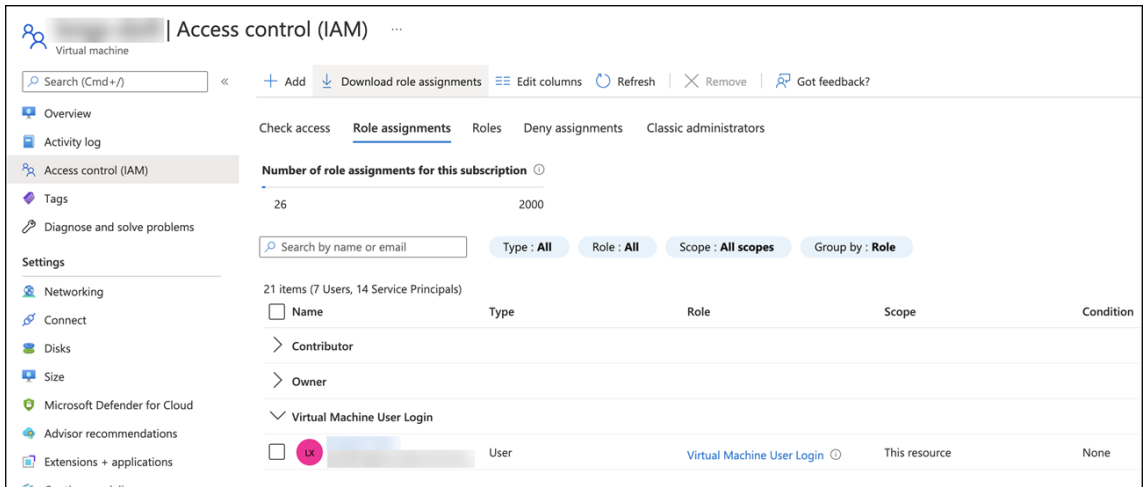 | Access control (IAM) ...
Virtual machine
Search (Cmd+/)
«
Add
Download role assignments
Edit columns
Refresh
Remove
Got feedback?
Overview
Activity log
Access control (IAM)
Tags
Diagnose and solve problems
Settings
Networking
Connect
Disks
Size
Microsoft Defender for Cloud
Advisor recommendations
Extensions + applications
Check access Role assignments Roles Deny assignments Classic administrators
Number of role assignments for this subscription
26 2000
Search by name or email
Type : All
Role : All
Scope : All scopes
Group by : Role
21 items (7 Users, 14 Service Principals)
Name Type Role Scope Condition
Contributor
Owner
Virtual Machine User Login
LX User Virtual Machine User Login This resource None